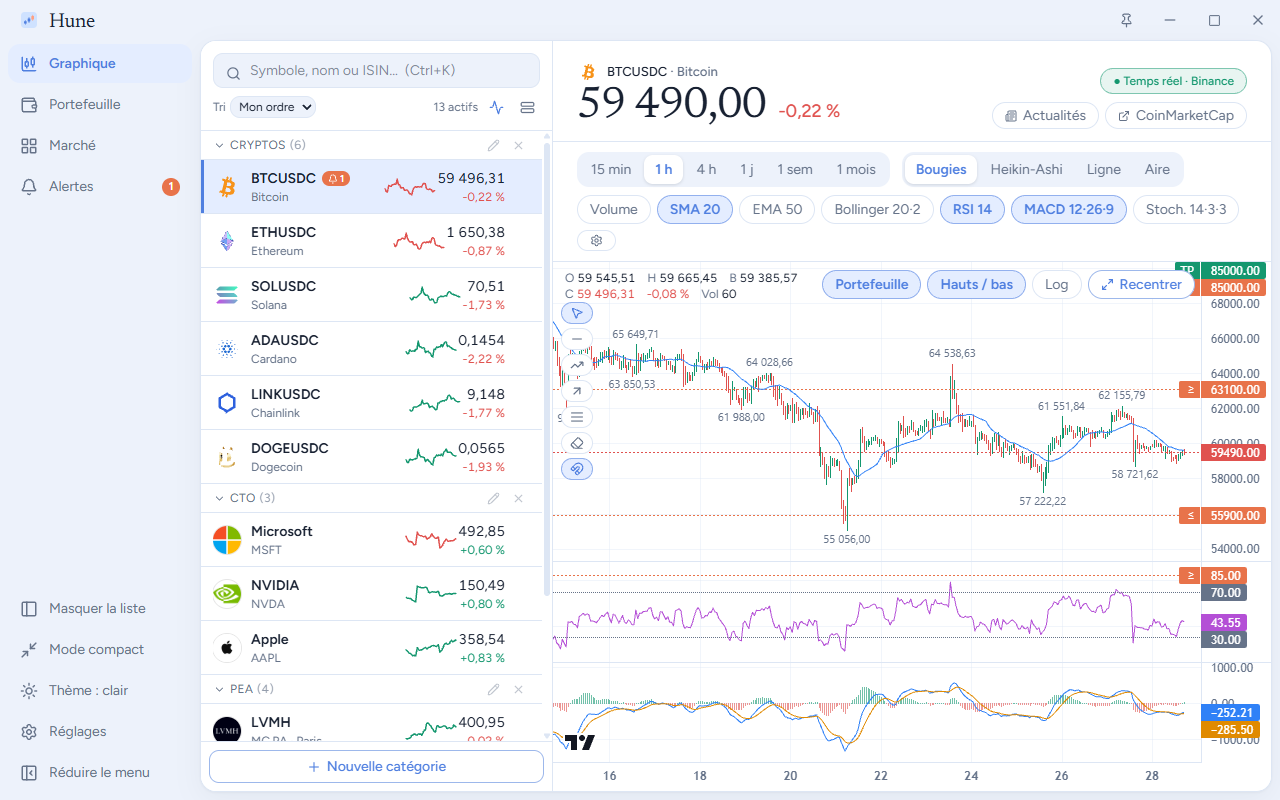 Hune
Graphique
Portefeuille
Marché
Alertes
1
Masquer la liste
Mode compact
Thème : clair
Réglages
Réduire le menu
Symbole, nom ou ISIN… (Ctrl+K)
Tri
Mon ordre
13 actifs
CRYPTOS (6)
BTCUSDC
1
59 496,31
Bitcoin
-0,22 %
ETHUSDC
1 650,38
Ethereum
-0,87 %
SOLUSDC
70,51
Solana
-1,73 %
ADAUSDC
0,1454
Cardano
-2,22 %
LINKUSDC
9,148
Chainlink
-1,77 %
DOGEUSDC
0,0565
Dogecoin
-1,93 %
CTO (3)
Microsoft
492,85
MSFT
+0,60 %
NVIDIA
150,49
NVDA
+0,80 %
Apple
358,54
AAPL
+0,83 %
PEA (4)
LVMH
LVMH
400,95
+ Nouvelle catégorie
BTCUSDC · Bitcoin
59 490,00
-0,22 %
● Temps réel · Binance
Actualités
CoinMarketCap
15 min
1 h
4 h
1 j
1 sem
1 mois
Bougies
Heikin-Ashi
Ligne
Aire
Volume
SMA 20
EMA 50
Bollinger 20·2
RSI 14
MACD 12·26·9
Stoch. 14·3·3
O 59 545,51 H 59 665,45 B 59 385,57
C 59 496,31 -0,08 % Vol 60
Portefeuille
Hauts / bas
Log
Recentrer
TP
85000.00
85000.00
68000.00
66000.00
64000.00
≥ 63100.00
62000.00
60000.00
59490.00
58000.00
≤ 55900.00
54000.00
65 649,71
63 850,53
64 028,66
61 988,00
55 056,00
64 538,63
57 222,22
61 551,84
62 155,79
58 721,62
≥ 85.00
70.00
43.55
30.00
1000.00
0.00
−252.21
−285.50
−1000.00
16
18
20
22
24
26
28